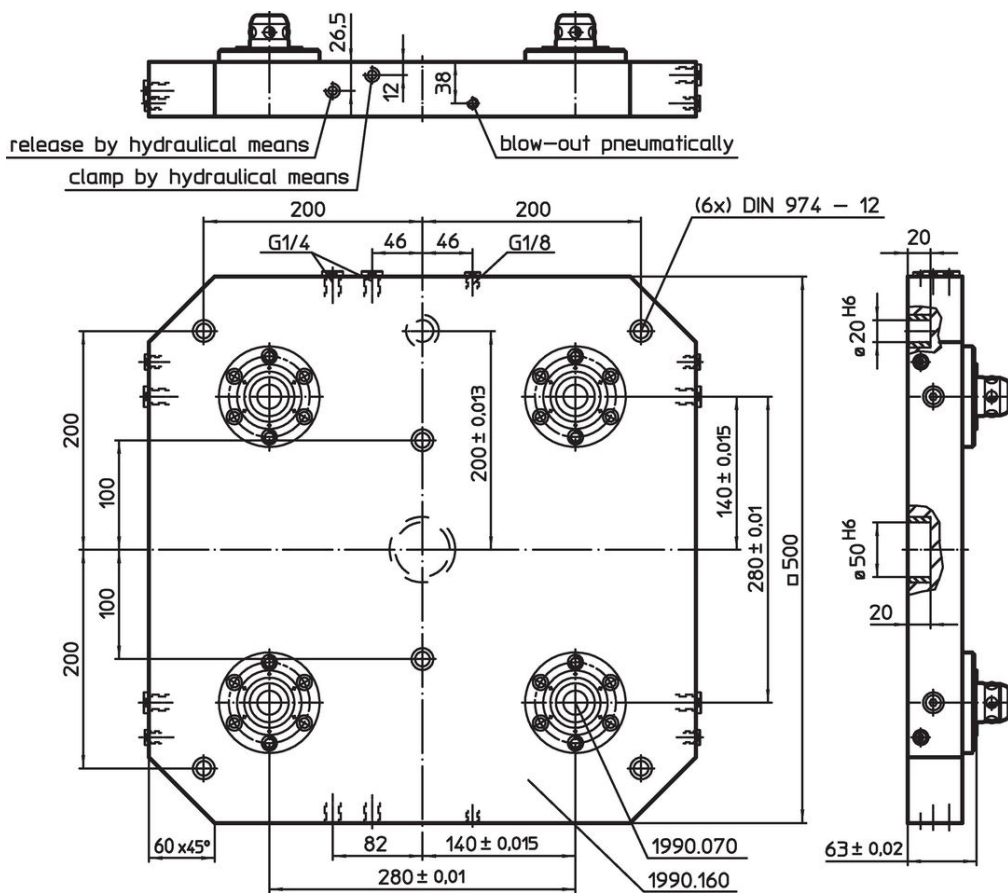 26,5
12
38
release by hydraulical means
blow-out pneumatically
clamp by hydraulical means
200
200
(6x) DIN 974 - 12
G1/4
46
46
G1/8
20
ø20 H6
200
200 ± 0,013
140 ± 0,015
100
280 ± 0,01
□ 500
ø50 H6
100
200
20
60 x45°
82
140 ± 0,015
1990.070
63 ± 0,02
280 ± 0,01
1990.160